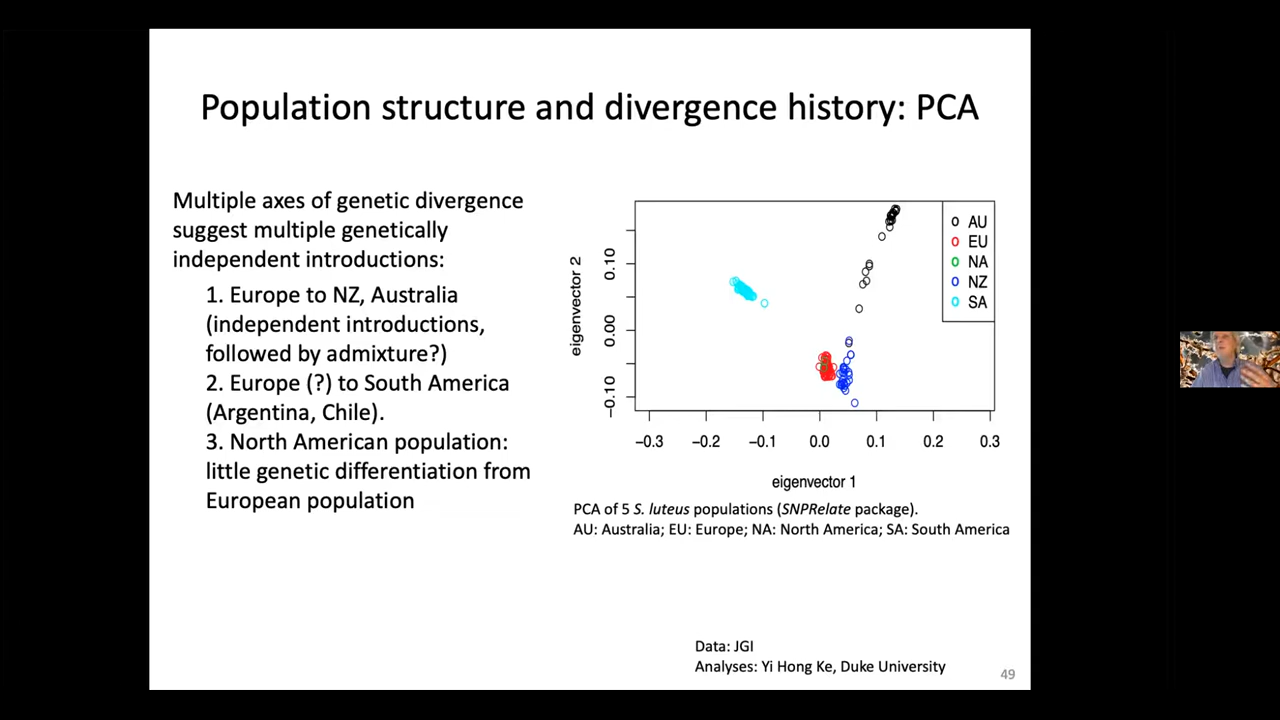 Population structure and divergence history: PCA
Multiple axes of genetic divergence
suggest multiple genetically
independent introductions:
1. Europe to NZ, Australia
(independent introductions,
followed by admixture?)
2. Europe (?) to South America
(Argentina, Chile).
3. North American population:
little genetic differentiation from
European population
eigenvector 2
0.10
0.00
−0.10
AU
EU
NA
NZ
SA
−0.3 −0.2 −0.1 0.0 0.1 0.2 0.3
eigenvector 1
PCA of 5 S. luteus populations (SNPRelate package).
AU: Australia; EU: Europe; NA: North America; SA: South America
Data: JGI
Analyses: Yi Hong Ke, Duke University
49